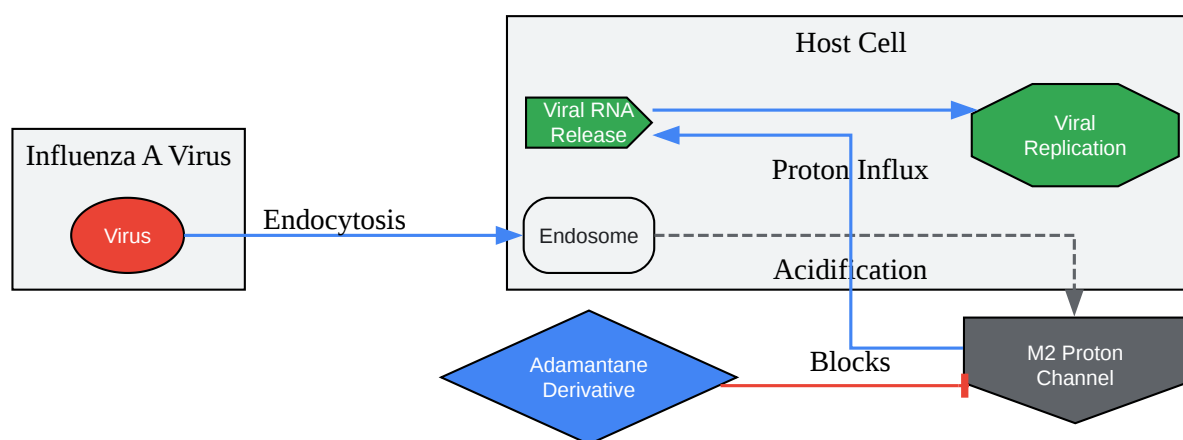 Host Cell
Viral RNA
Release
Viral
Replication
Influenza A Virus
Proton Influx
Virus
Endocytosis
Endosome
Acidification
Adamantane
Derivative
Blocks
M2 Proton
Channel